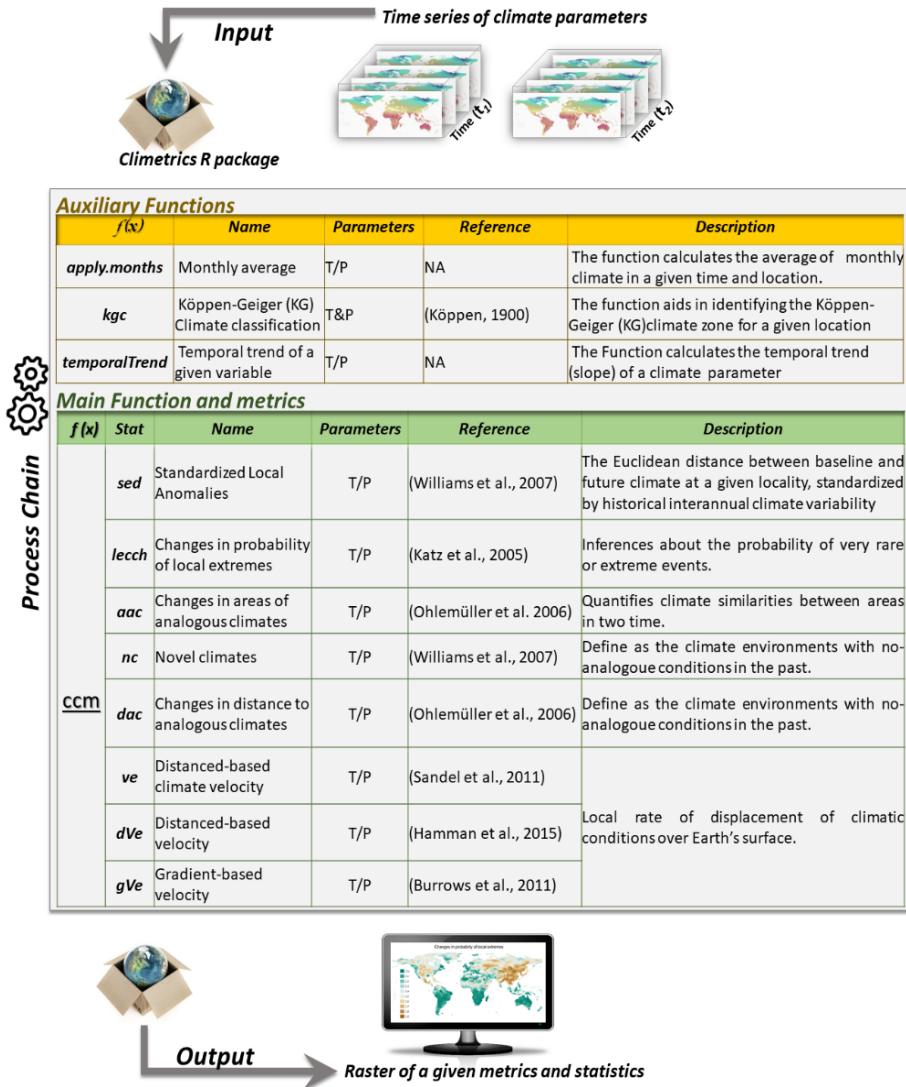 Time series of climate parameters
Input
Time (t1)
Time (t2)
Climetrics R package
Process Chain
Auxiliary Functions
f(x) Name Parameters Reference Description
apply.months Monthly average T/P NA The function calculates the average of monthly
climate in a given time and location.
kgc Köppen-Geiger (KG)
Climate classification T&P (Köppen, 1900) The function aids in identifying the Köppen-
Geiger (KG)climate zone for a given location
temporalTrend Temporal trend of a
given variable T/P NA The Function calculates the temporal trend
(slope) of a climate parameter
Main Function and metrics
f (x) Stat Name Parameters Reference Description
ccm
sed Standardized Local
Anomalies T/P (Williams et al., 2007) The Euclidean distance between baseline and
future climate at a given locality, standardized
by historical interannual climate variability
lecch Changes in probability
of local extremes T/P (Katz et al., 2005) Inferences about the probability of very rare
or extreme events.
aac Changes in areas of
analogous climates T/P (Ohlemüller et al. 2006) Quantifies climate similarities between areas
in two time.
nc Novel climates T/P (Williams et al., 2007) Define as the climate environments with no-
analogue conditions in the past.
dac Changes in distance to
analogous climates T/P (Ohlemüller et al., 2006) Define as the climate environments with no-
analogue conditions in the past.
ve Distanced-based
climate velocity T/P (Sandel et al., 2011)
Local rate of displacement of climatic
conditions over Earth's surface.
dVe Distanced-based
velocity T/P (Hamman et al., 2015)
gVe Gradient-based
velocity T/P (Burrows et al., 2011)
Changes in probability of local extremes
Output
Raster of a given metrics and statistics